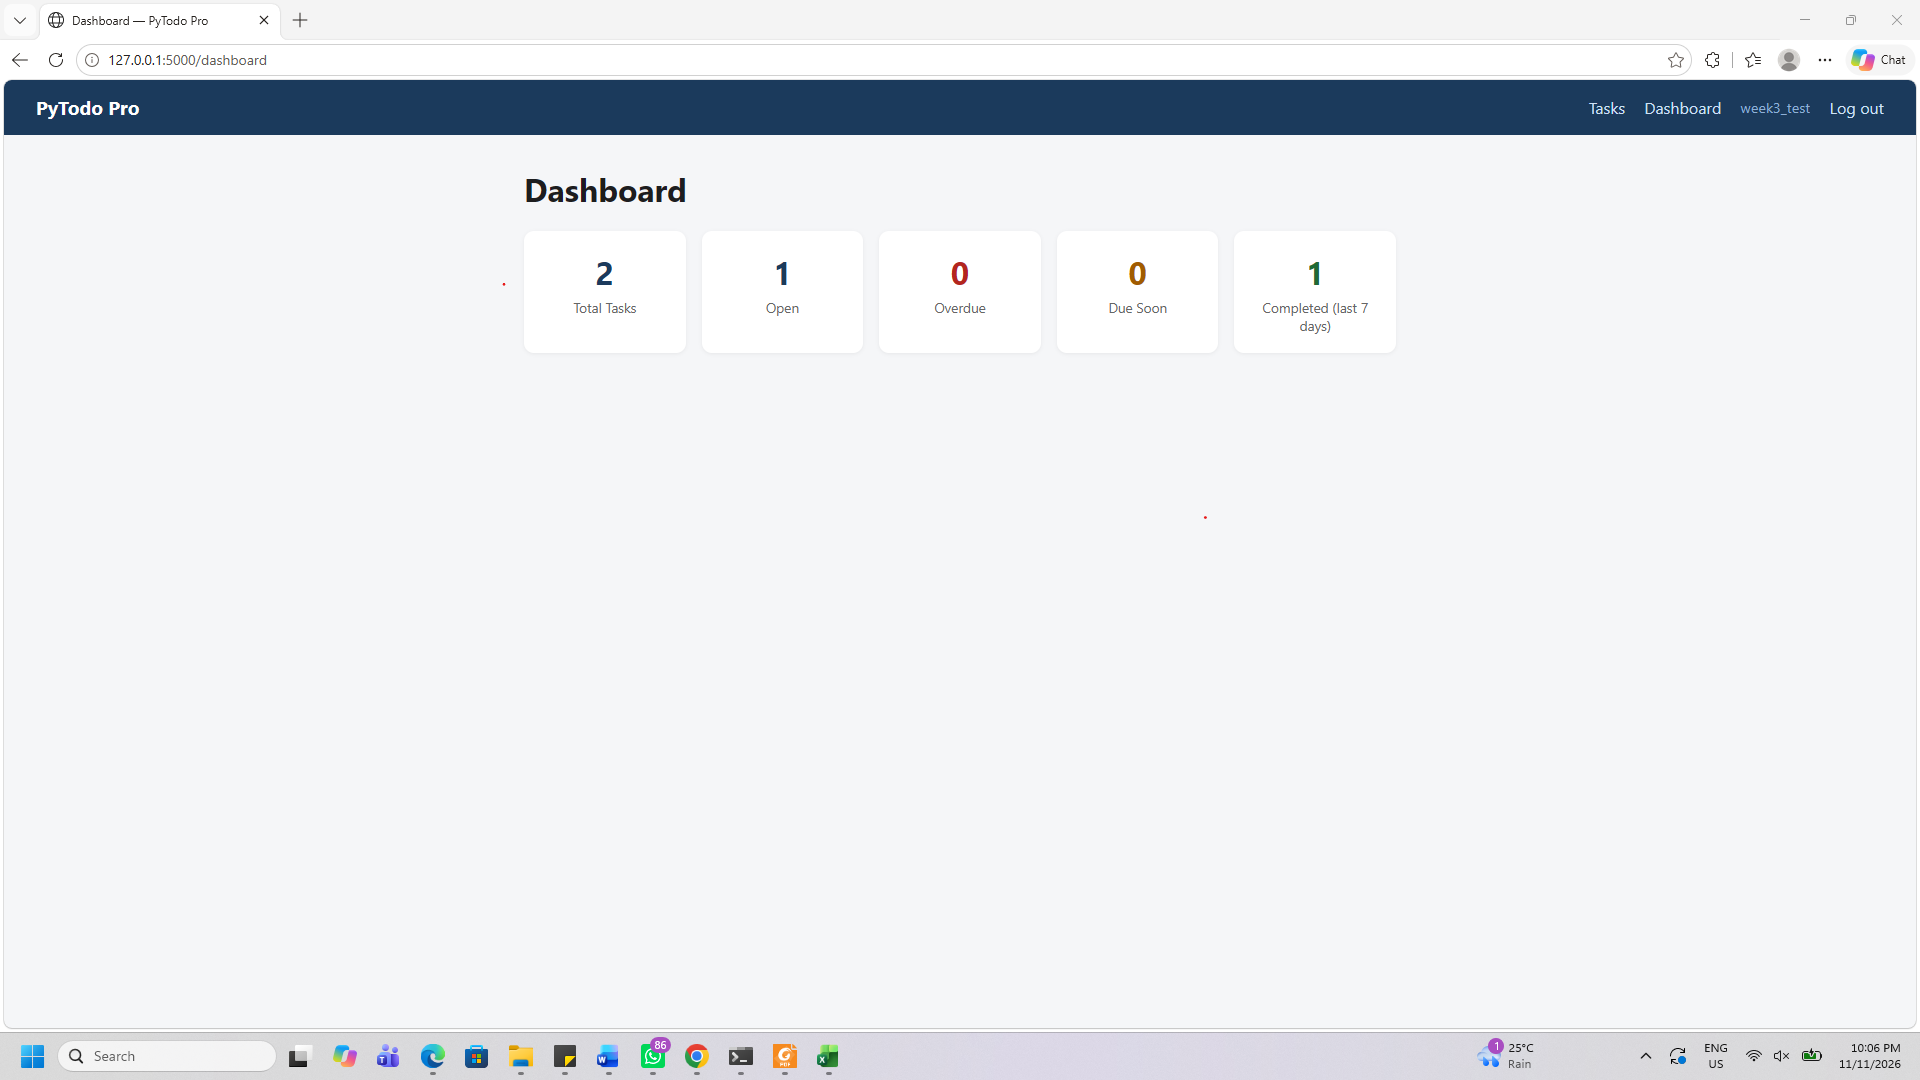 Dashboard — PyTodo Pro
127.0.0.1:5000/dashboard
Chat
PyTodo Pro
Tasks
Dashboard
week3_test
Log out
Dashboard
2
Total Tasks
1
Open
0
Overdue
0
Due Soon
1
Completed (last 7
days)
Search
86
1
25°C
Rain
ENG
US
10:06 PM
11/11/2026